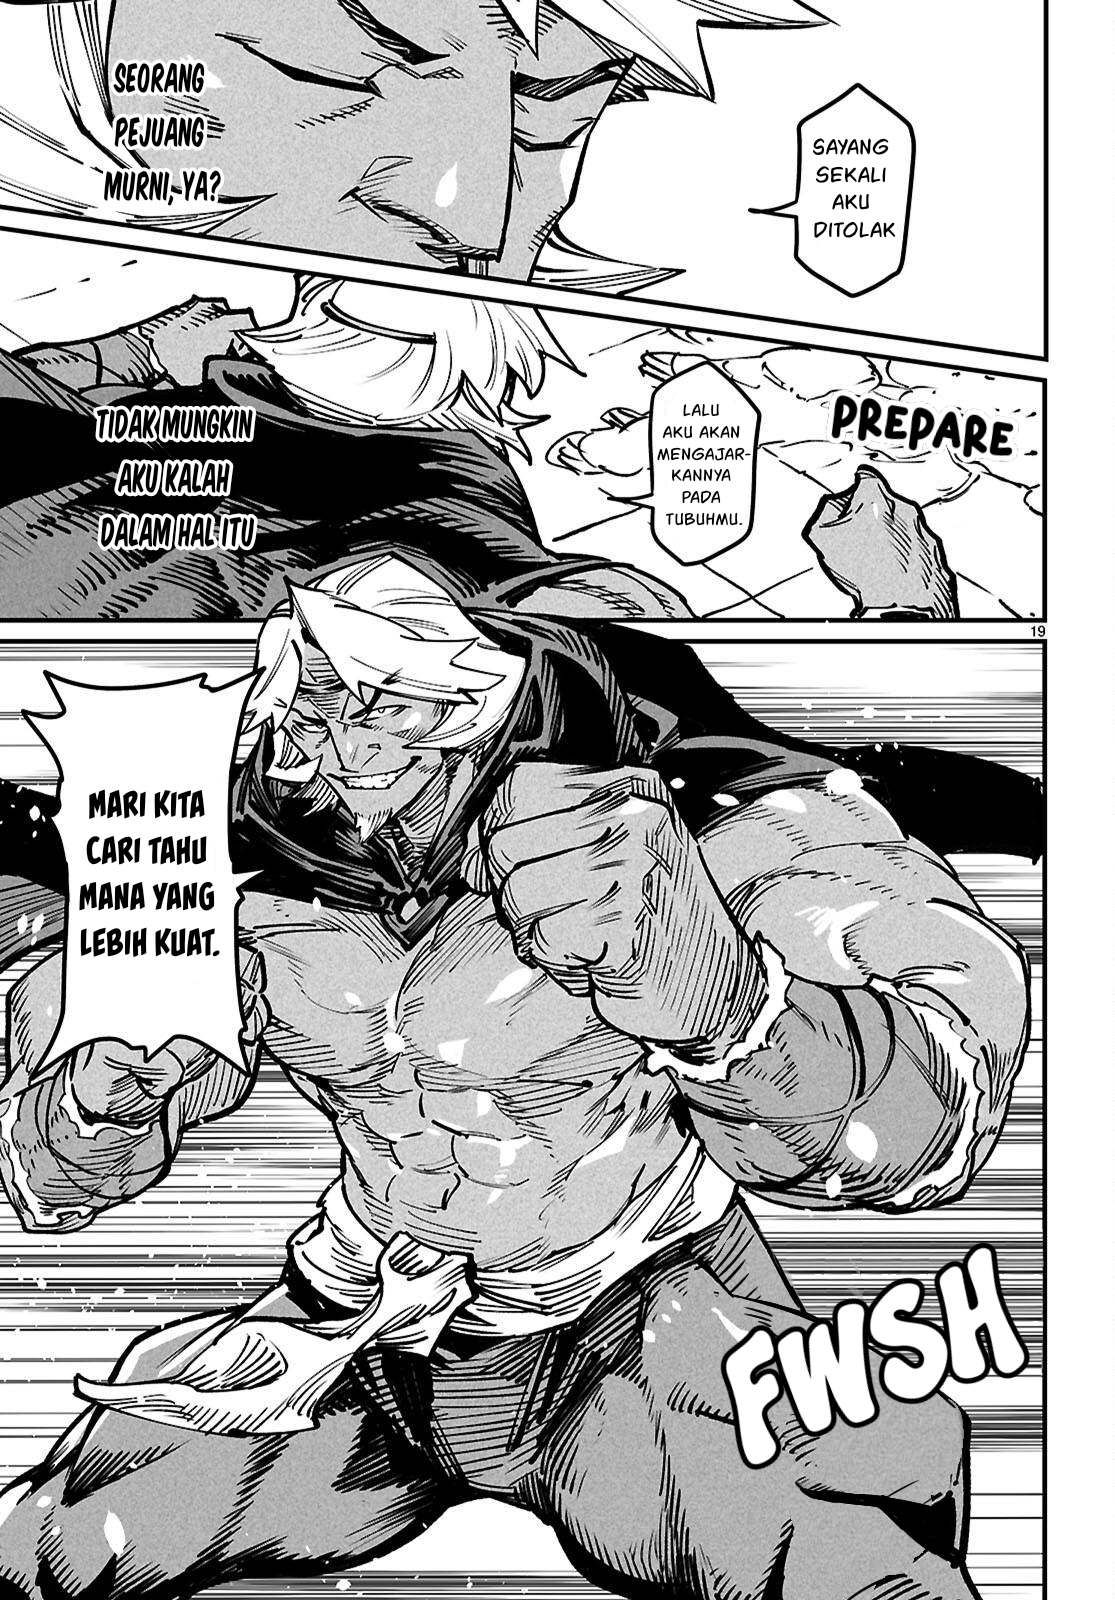 SAYANG
SEKALI
AKU
DITOLAK
SEORANG
PEJUANG
MURNI, YA?
PREPARE
LALU
AKU AKAN
MENGAJAR-
KANNYA
PADA
TUBUHMU.
TIDAK MUNGKIN
AKU KALAH
DALAM HAL ITU
19
MARI KITA
CARI TAHU
MANA YANG
LEBIH KUAT.
FWSH